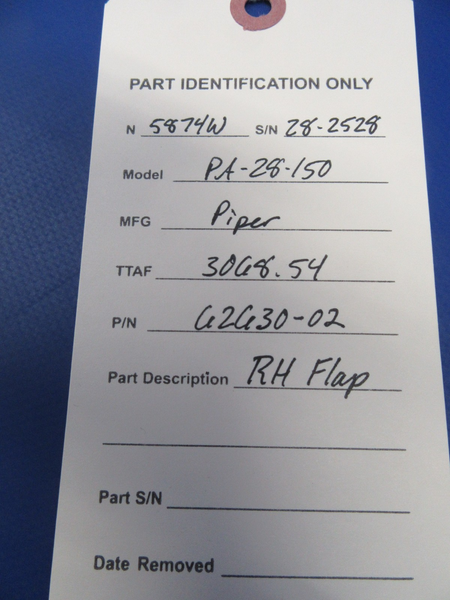 PART IDENTIFICATION ONLY
N 5874W S/N 28-2528
Model PA-28-150
MFG Piper
TTAF 3068.54
P/N 62630-02
Part Description RH Flap
Part S/N
Date Removed